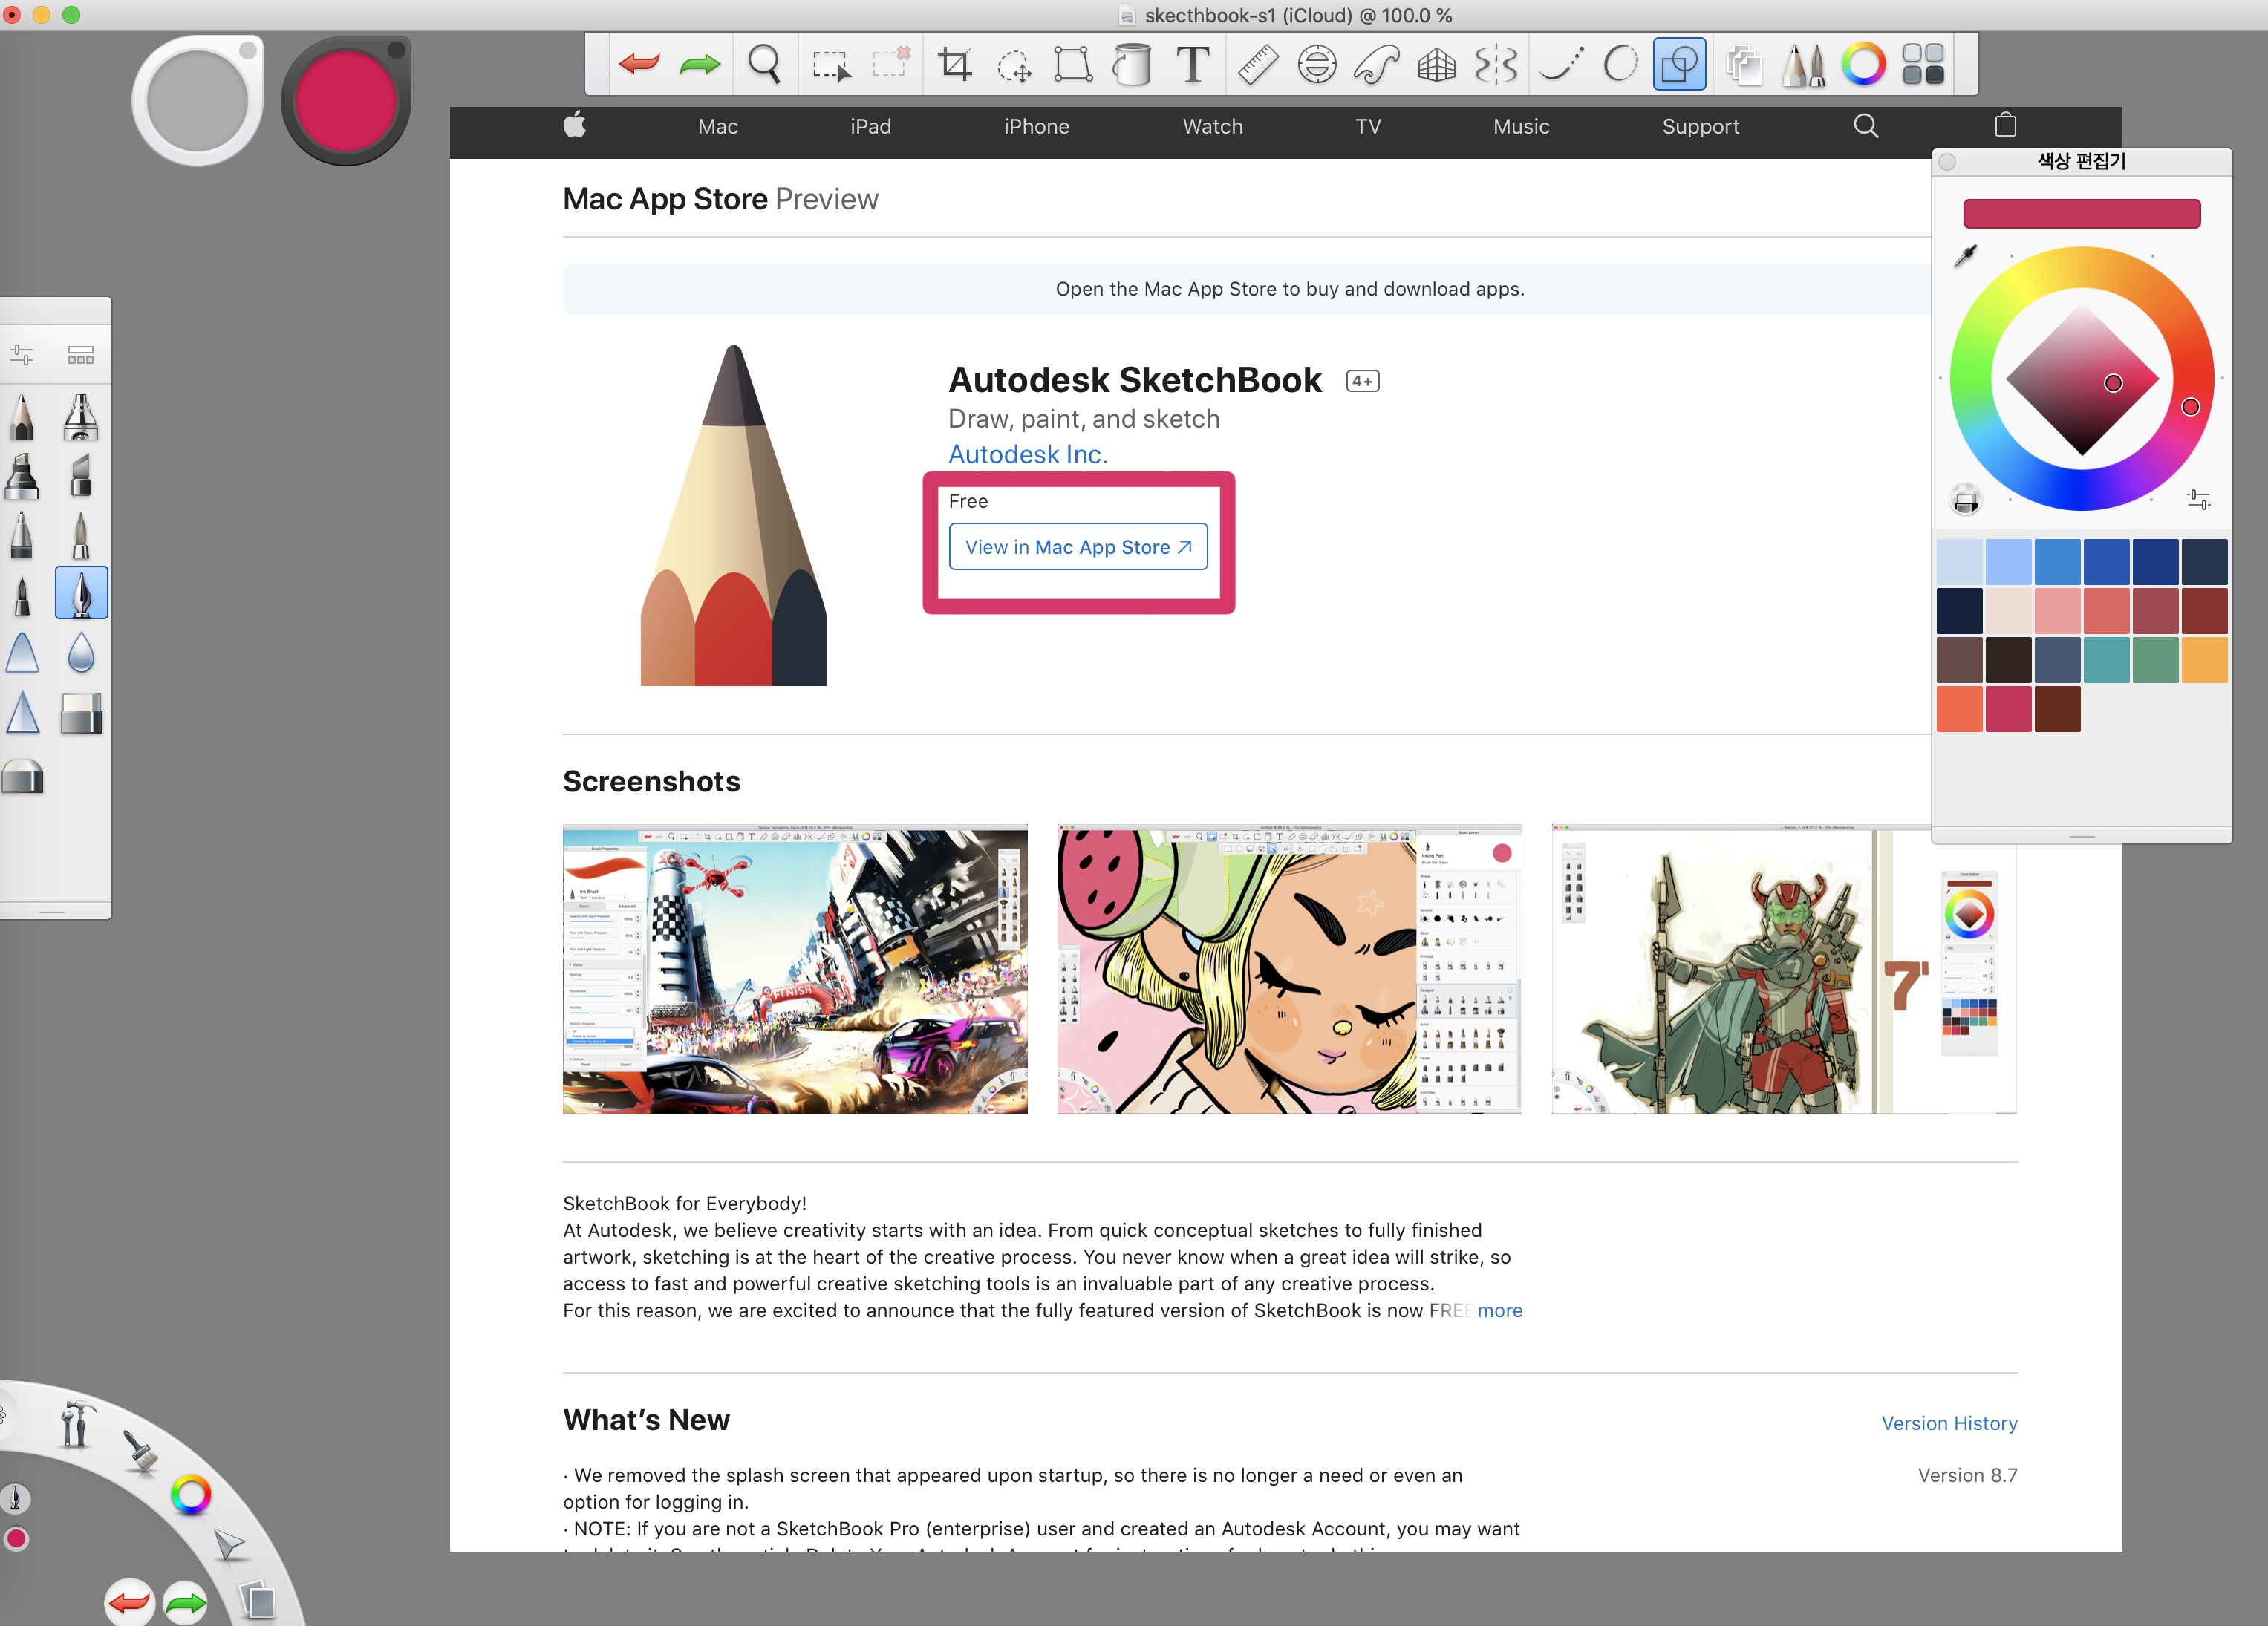 skecthbook-s1 (iCloud) @ 100.0 %
T
Mac iPad iPhone Watch TV Music Support
색상 편집기
Mac App Store Preview
Open the Mac App Store to buy and download apps.
Autodesk SketchBook 4+
Draw, paint, and sketch
Autodesk Inc.
Free
View in Mac App Store
Screenshots
Brush Properties
Ink Brush
FINISH
Inking Pen
7
SketchBook for Everybody!
At Autodesk, we believe creativity starts with an idea. From quick conceptual sketches to fully finished
artwork, sketching is at the heart of the creative process. You never know when a great idea will strike, so
access to fast and powerful creative sketching tools is an invaluable part of any creative process.
For this reason, we are excited to announce that the fully featured version of SketchBook is now FREE more
What's New
Version History
· We removed the splash screen that appeared upon startup, so there is no longer a need or even an
Version 8.7
option for logging in.
· NOTE: If you are not a SketchBook Pro (enterprise) user and created an Autodesk Account, you may want